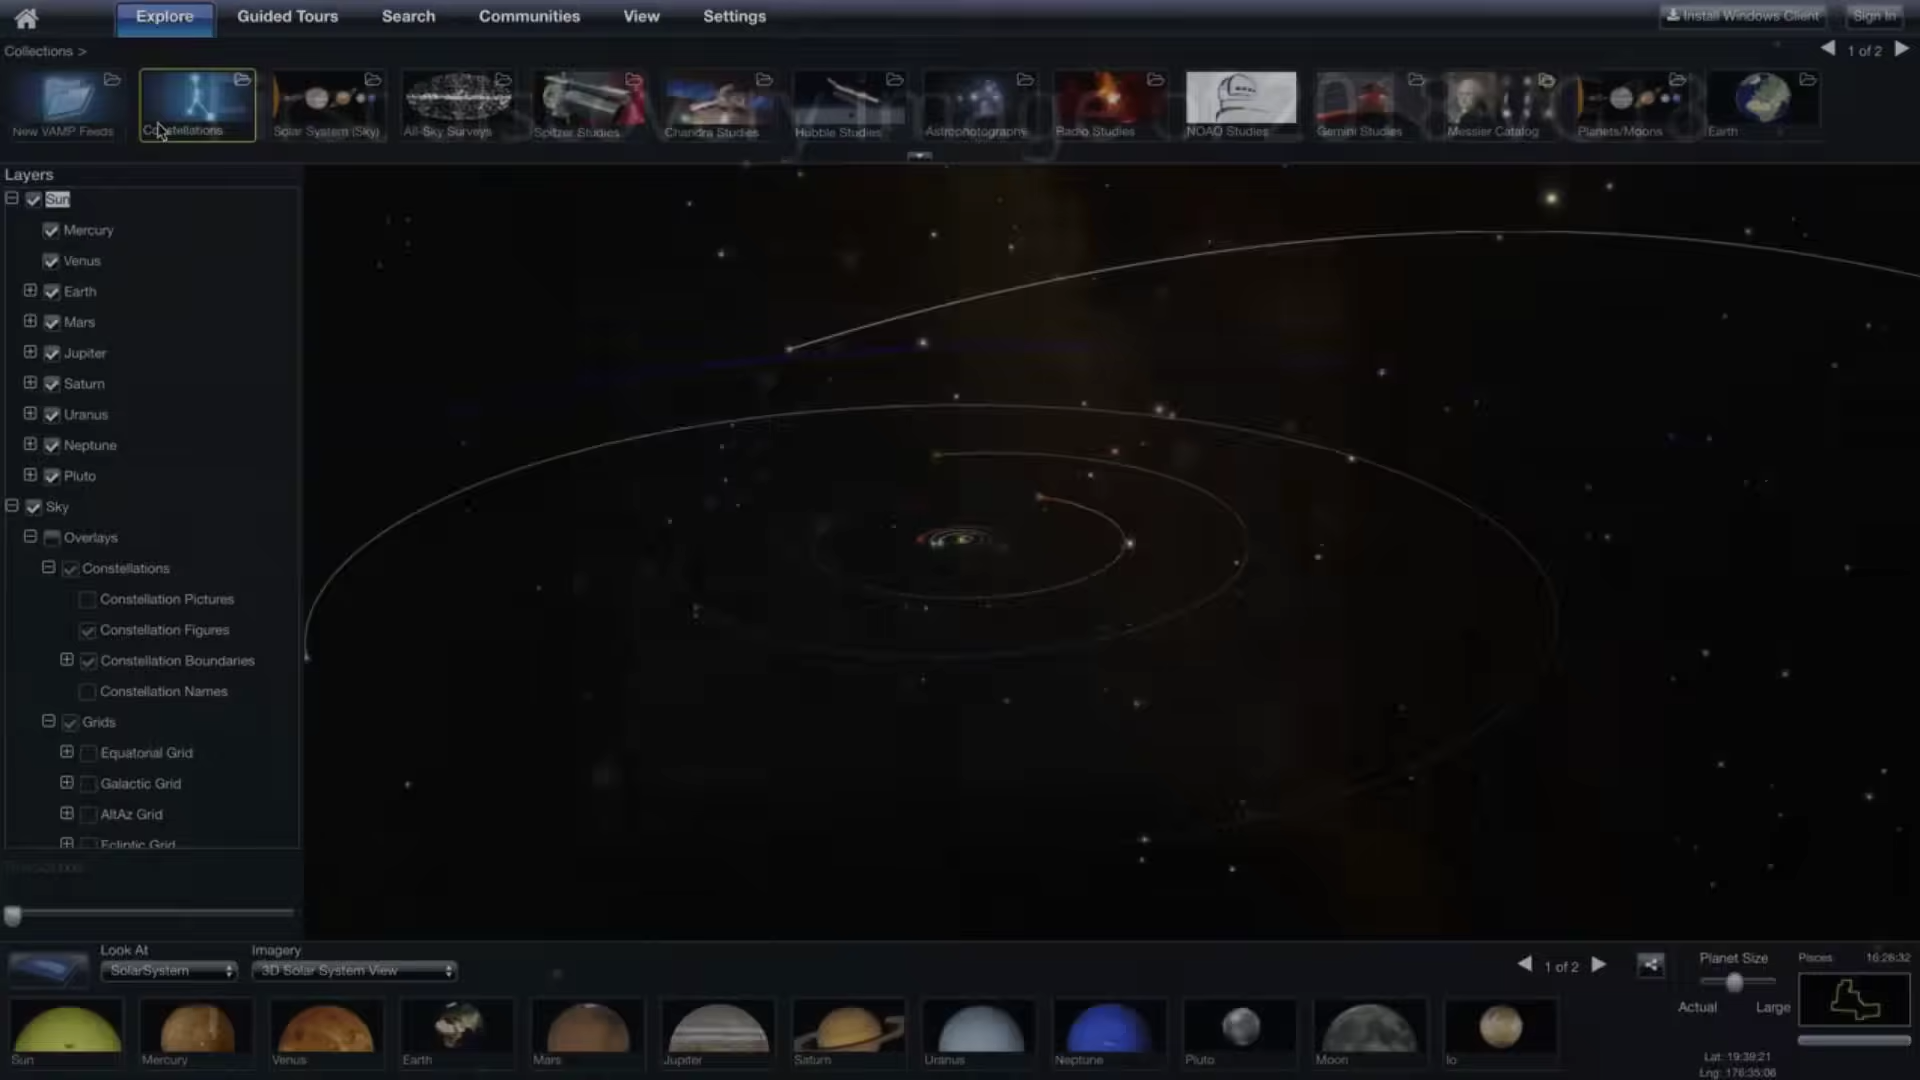 Explore Guided Tours Search Communities View Settings Install Windows Client Sign In
Collections > 1 of 2
New VAMP Feeds Constellations Solar System (Sky) All-Sky Surveys Spitzer Studies Chandra Studies Hubble Studies Astrophotography Radio Studies NOAO Studies Gemini Studies Messier Catalog Planets/Moons Earth
Layers
Sun
Mercury
Venus
Earth
Mars
Jupiter
Saturn
Uranus
Neptune
Pluto
Sky
Overlays
Constellations
Constellation Pictures
Constellation Figures
Constellation Boundaries
Constellation Names
Grids
Equatorial Grid
Galactic Grid
AltAz Grid
Ecliptic Grid
Look At Imagery
SolarSystem 3D Solar System View
1 of 2
Planet Size Pisces 16:26:32
Actual Large
Sun Mercury Venus Earth Mars Jupiter Saturn Uranus Neptune Pluto Moon Io
Lat: 19:39:21
Lng: 176:35:06